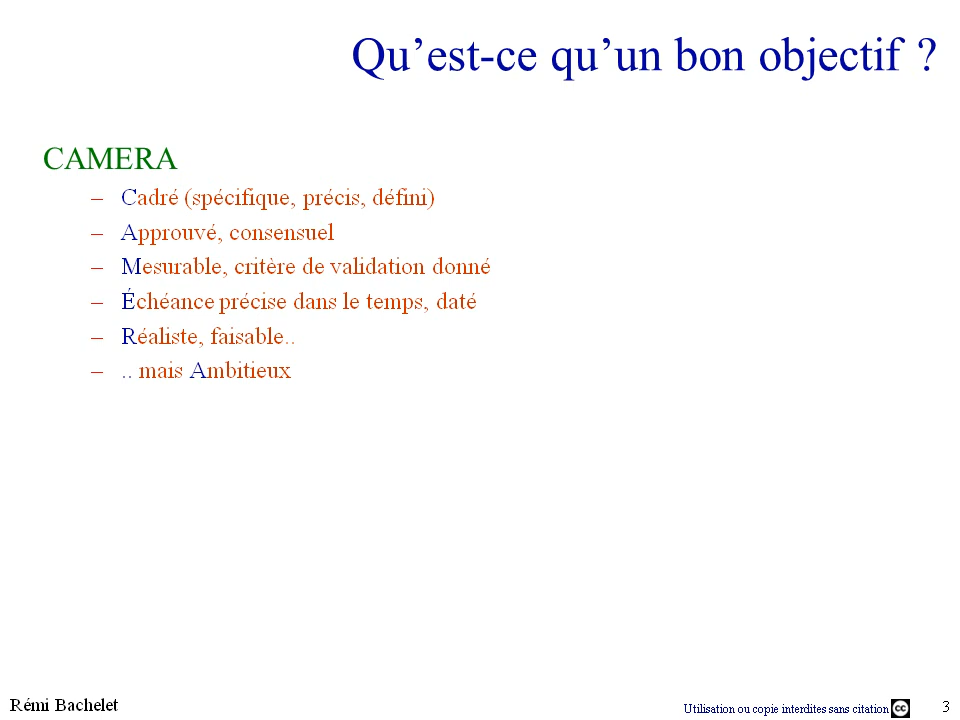 Qu’est-ce qu’un bon objectif ?
CAMERA
– Cadré (spécifique, précis, défini)
– Approuvé, consensuel
– Mesurable, critère de validation donné
– Échéance précise dans le temps, daté
– Réaliste, faisable..
– .. mais Ambitieux
Rémi Bachelet
Utilisation ou copie interdites sans citation
cc
3